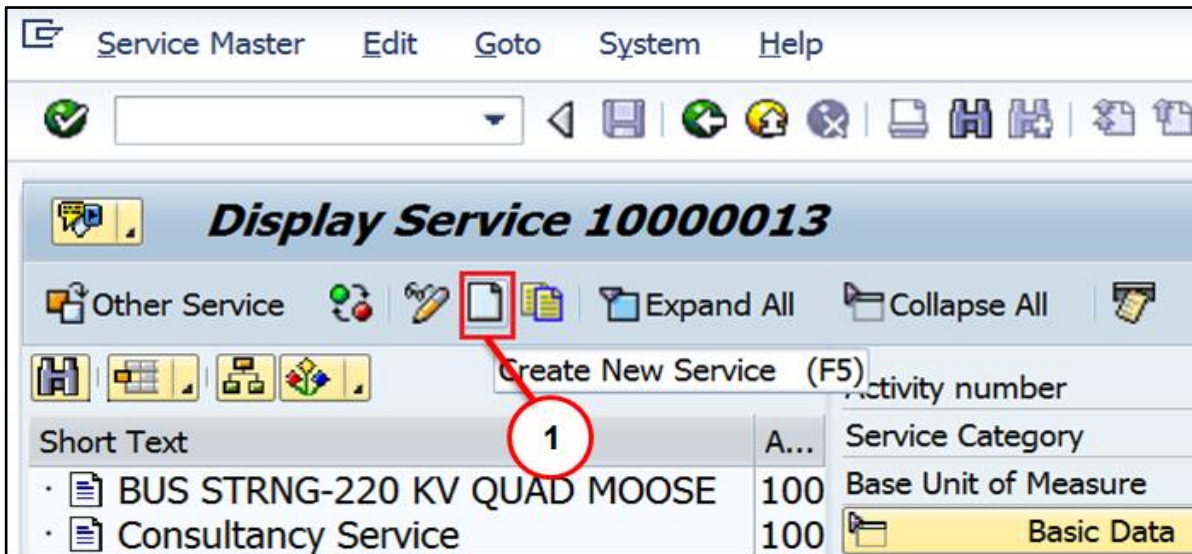 Service Master Edit Goto System Help
Display Service 10000013
Other Service Expand All Collapse All
Create New Service (F5)
Activity number
1
Short Text A... Service Category
· BUS STRNG-220 KV QUAD MOOSE 100 Base Unit of Measure
· Consultancy Service 100 Basic Data